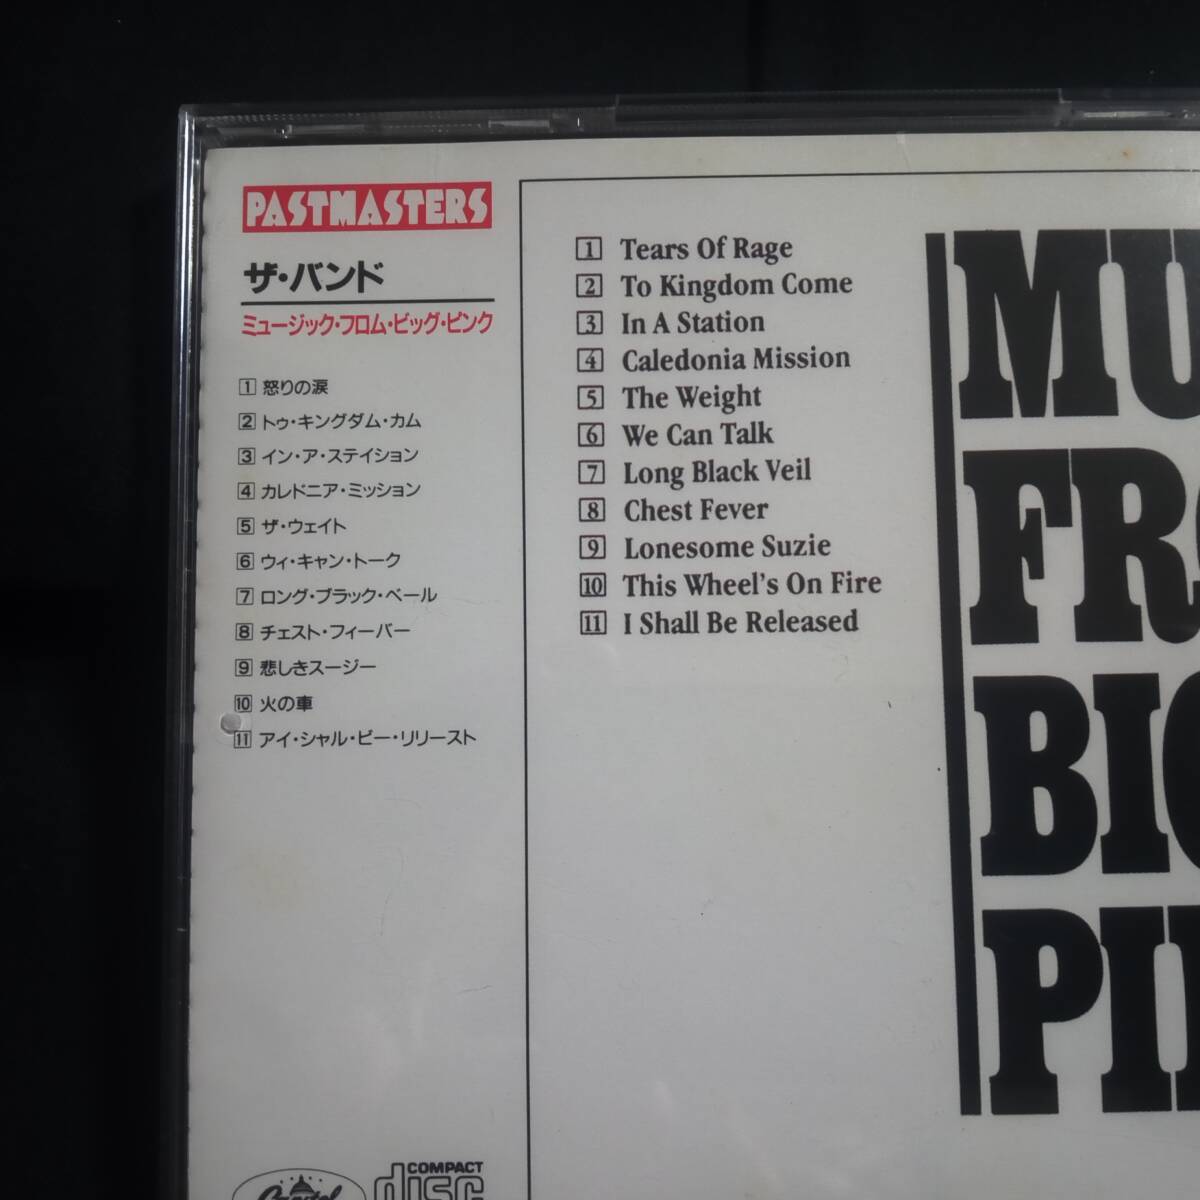 PASTMASTERS
ザ・バンド
ミュージック・フロム・ビッグ・ピンク
1 怒りの涙
2 トゥ・キングダム・カム
3 イン・ア・ステイション
4 カレドニア・ミッション
5 ザ・ウェイト
6 ウィ・キャン・トーク
7 ロング・ブラック・ベール
8 チェスト・フィーバー
9 悲しきスージー
10 火の車
11 アイ・シャル・ビー・リリースト
Capitol
COMPACT
disc
1 Tears Of Rage
2 To Kingdom Come
3 In A Station
4 Caledonia Mission
5 The Weight
6 We Can Talk
7 Long Black Veil
8 Chest Fever
9 Lonesome Suzie
10 This Wheel's On Fire
11 I Shall Be Released
MU
FRO
BIG
PI